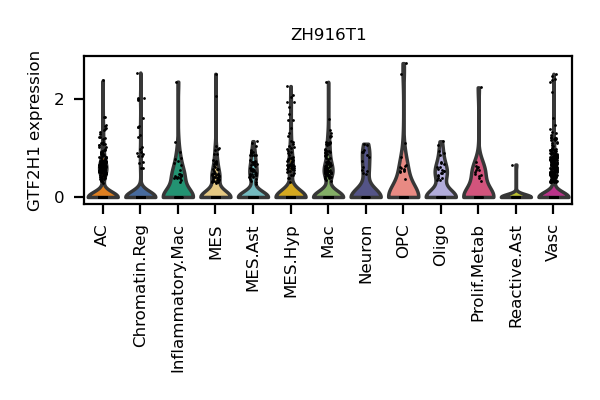 ZH916T1
GTF2H1 expression
2
0
AC
Chromatin.Reg
Inflammatory.Mac
MES
MES.Ast
MES.Hyp
Mac
Neuron
OPC
Oligo
Prolif.Metab
Reactive.Ast
Vasc